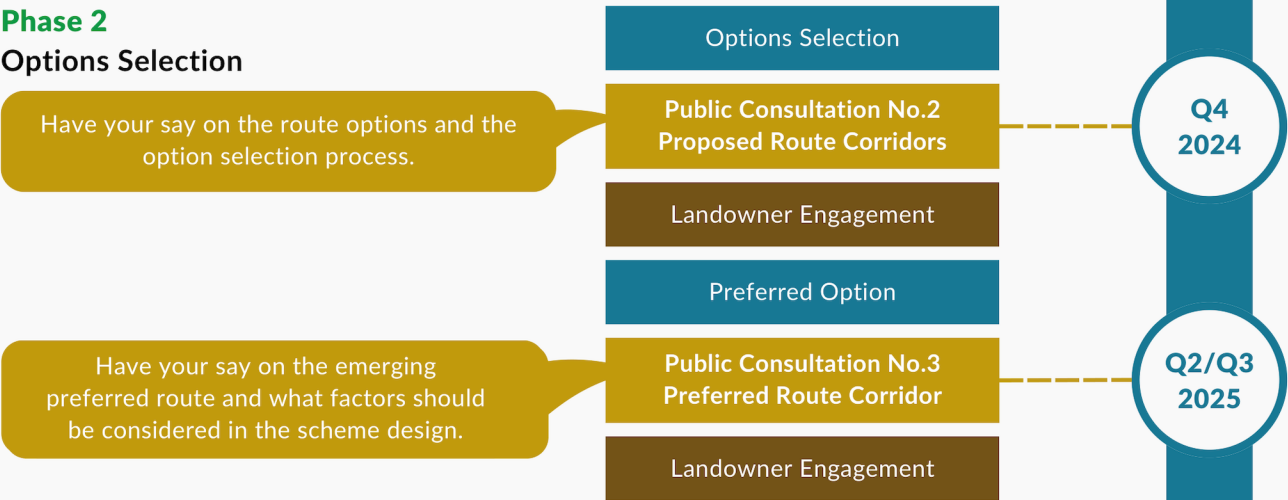 Phase 2
Options Selection
Options Selection
Have your say on the route options and the
option selection process.
Public Consultation No.2
Proposed Route Corridors
Q4
2024
Landowner Engagement
Preferred Option
Have your say on the emerging
preferred route and what factors should
be considered in the scheme design.
Public Consultation No.3
Preferred Route Corridor
Q2/Q3
2025
Landowner Engagement